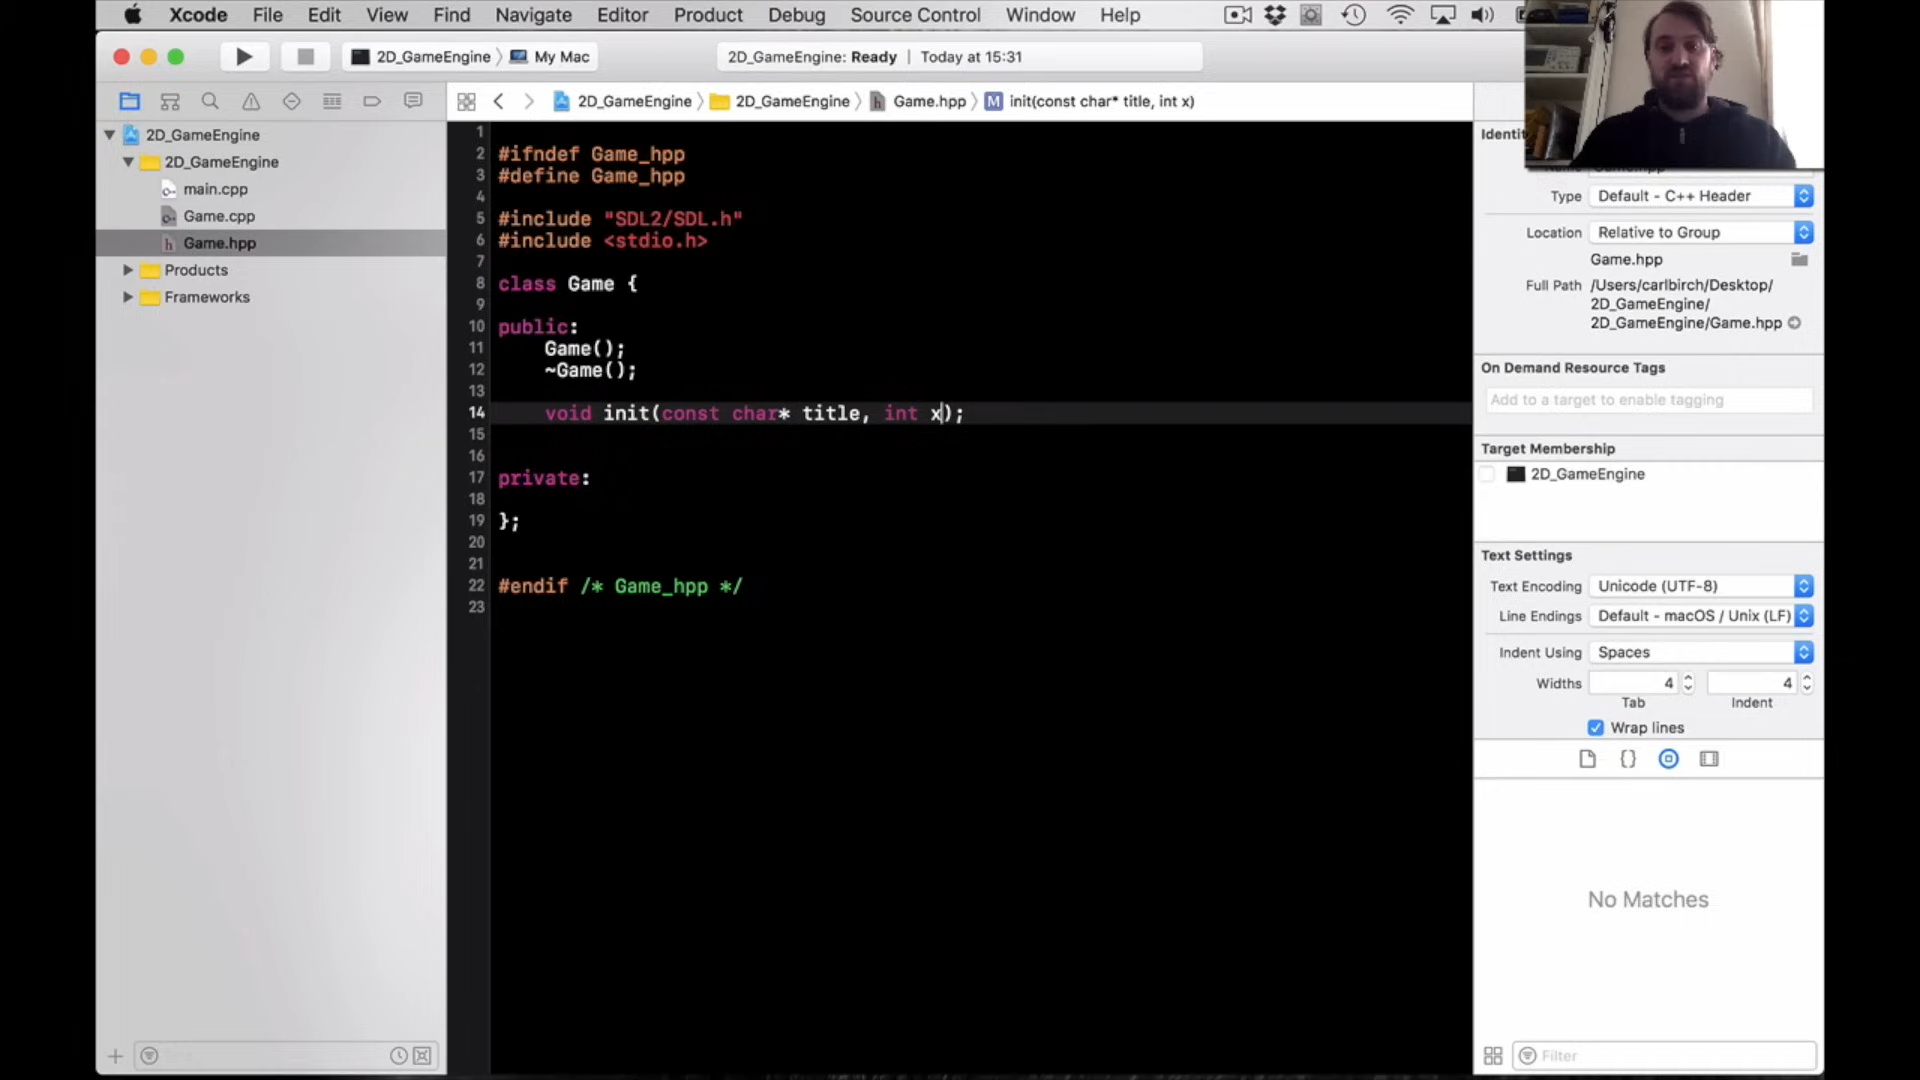 Xcode File Edit View Find Navigate Editor Product Debug Source Control Window Help
2D_GameEngine My Mac
2D_GameEngine: Ready | Today at 15:31
2D_GameEngine 2D_GameEngine Game.hpp M init(const char* title, int x)
2D_GameEngine
2D_GameEngine
main.cpp
Game.cpp
h Game.hpp
Products
Frameworks
1
2 #ifndef Game_hpp
3 #define Game_hpp
4
5 #include "SDL2/SDL.h"
6 #include <stdio.h>
7
8 class Game {
9
10 public:
11 Game();
12 ~Game();
13
14 void init(const char* title, int x);
15
16
17 private:
18
19 };
20
21
22 #endif /* Game_hpp */
23
Type Default - C++ Header
Location Relative to Group
Game.hpp
Full Path /Users/carlbirch/Desktop/
2D_GameEngine/
2D_GameEngine/Game.hpp
On Demand Resource Tags
Add to a target to enable tagging
Target Membership
2D_GameEngine
Text Settings
Text Encoding Unicode (UTF-8)
Line Endings Default - macOS / Unix (LF)
Indent Using Spaces
Widths 4 4
Tab Indent
Wrap lines
{}
No Matches
Filter